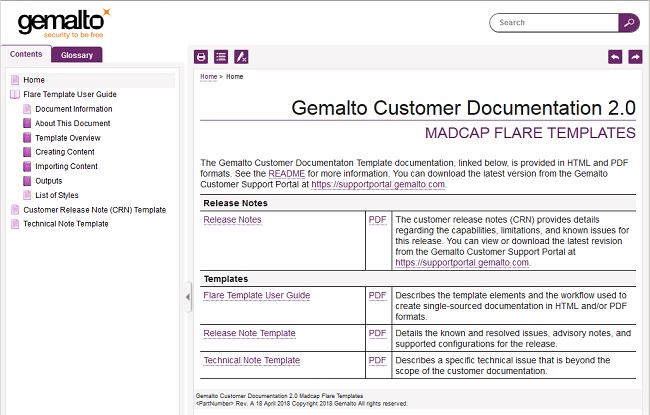 gemalto
security to be free
Search
Contents
Glossary
Home
Flare Template User Guide
Document Information
About This Document
Template Overview
Creating Content
Importing Content
Outputs
List of Styles
Customer Release Note (CRN) Template
Technical Note Template
Home > Home
Gemalto Customer Documentation 2.0
MADCAP FLARE TEMPLATES
The Gemalto Customer Documentaton Template documentation, linked below, is provided in HTML and PDF
formats. See the README for more information. You can download the latest version from the Gemalto
Customer Support Portal at https://supportportal.gemalto.com.
Release Notes
Release Notes
PDF
The customer release notes (CRN) provides details
regarding the capabilities, limitations, and known issues for
this release. You can view or download the latest revision
from the Gemalto Customer Support Portal at
https://supportportal.gemalto.com.
Templates
Flare Template User Guide
PDF
Describes the template elements and the workflow used to
create single-sourced documentation in HTML and/or PDF
formats.
Release Note Template
PDF
Details the known and resolved issues, advisory notes, and
supported configurations for the release.
Technical Note Template
PDF
Describes a specific technical issue that is beyond the
scope of the customer documentation.
Gemalto Customer Documentation 2.0 Madcap Flare Templates
<PartNumber> Rev. A 18 April 2018 Copyright 2018 Gemalto All rights reserved.